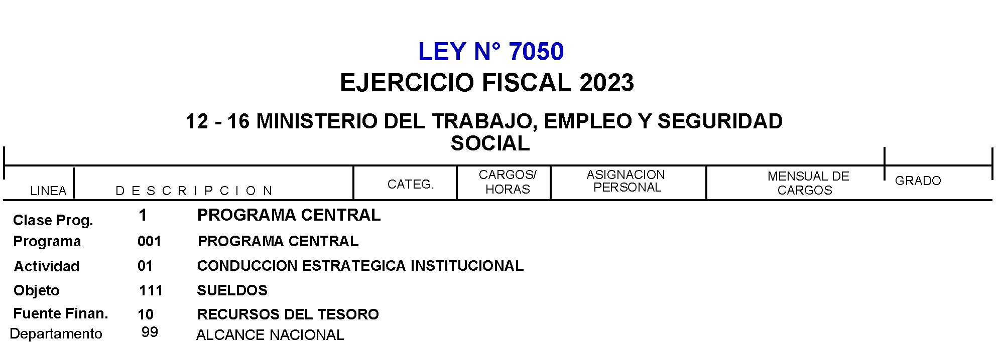 LEY N° 7050
EJERCICIO FISCAL 2023
12 - 16 MINISTERIO DEL TRABAJO, EMPLEO Y SEGURIDAD
SOCIAL
LINEA D E S C R I P C I O N CATEG. CARGOS/ HORAS ASIGNACION PERSONAL MENSUAL DE CARGOS GRADO
Clase Prog. 1 PROGRAMA CENTRAL
Programa 001 PROGRAMA CENTRAL
Actividad 01 CONDUCCION ESTRATEGICA INSTITUCIONAL
Objeto 111 SUELDOS
Fuente Finan. 10 RECURSOS DEL TESORO
Departamento 99 ALCANCE NACIONAL